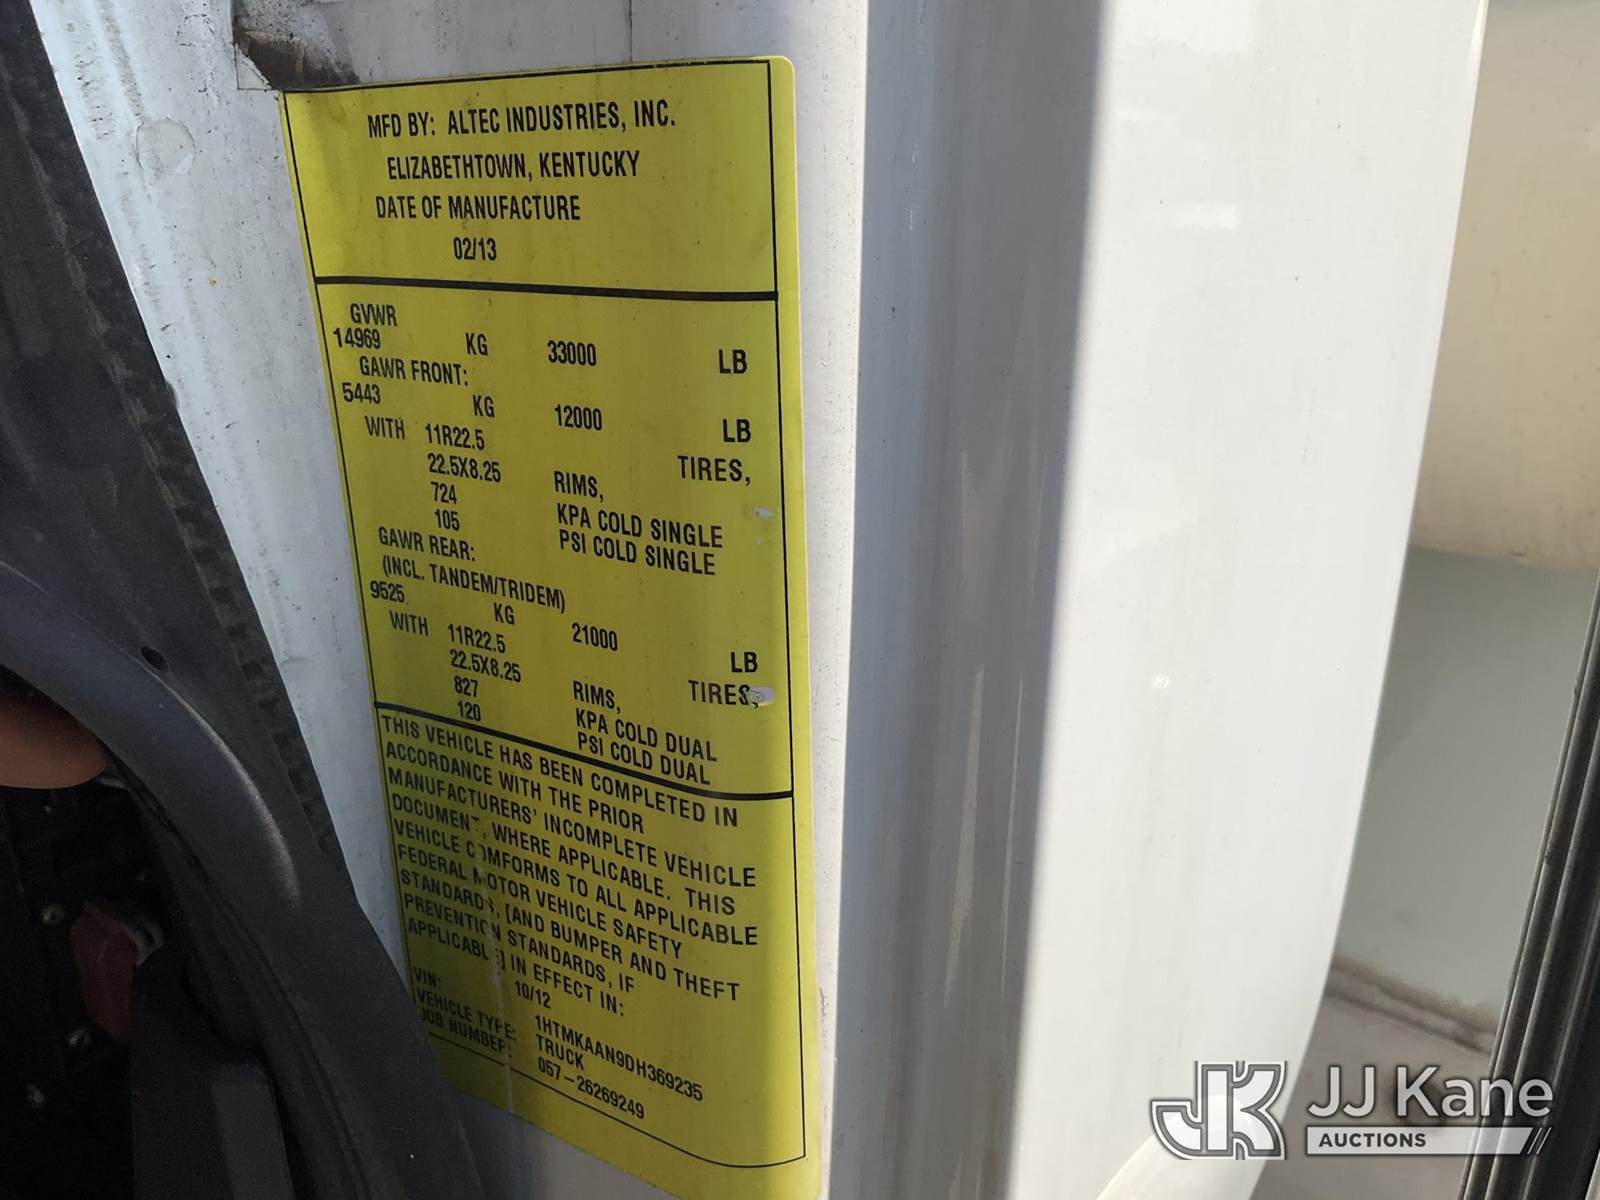 MFD BY: ALTEC INDUSTRIES, INC.
ELIZABETHTOWN, KENTUCKY
DATE OF MANUFACTURE
02/13
GVWR
14969 KG 33000 LB
GAWR FRONT:
5443 KG 12000 LB
WITH 11R22.5 TIRES,
22.5X8.25 RIMS,
724 KPA COLD SINGLE
105 PSI COLD SINGLE
GAWR REAR:
(INCL. TANDEM/TRIDEM)
9525 KG 21000 LB
WITH 11R22.5 TIRES,
22.5X8.25 RIMS,
827 KPA COLD DUAL
120 PSI COLD DUAL
THIS VEHICLE HAS BEEN COMPLETED IN
ACCORDANCE WITH THE PRIOR
MANUFACTURERS' INCOMPLETE VEHICLE
DOCUMENT, WHERE APPLICABLE. THIS
VEHICLE COMFORMS TO ALL APPLICABLE
FEDERAL MOTOR VEHICLE SAFETY
STANDARDS, [AND BUMPER AND THEFT
PREVENTION STANDARDS, IF
APPLICABLE] IN EFFECT IN:
10/12
VIN: 1HTMKAAN9DH369235
VEHICLE TYPE: TRUCK
JOB NUMBER: 057-26269249
JK JJ Kane
AUCTIONS